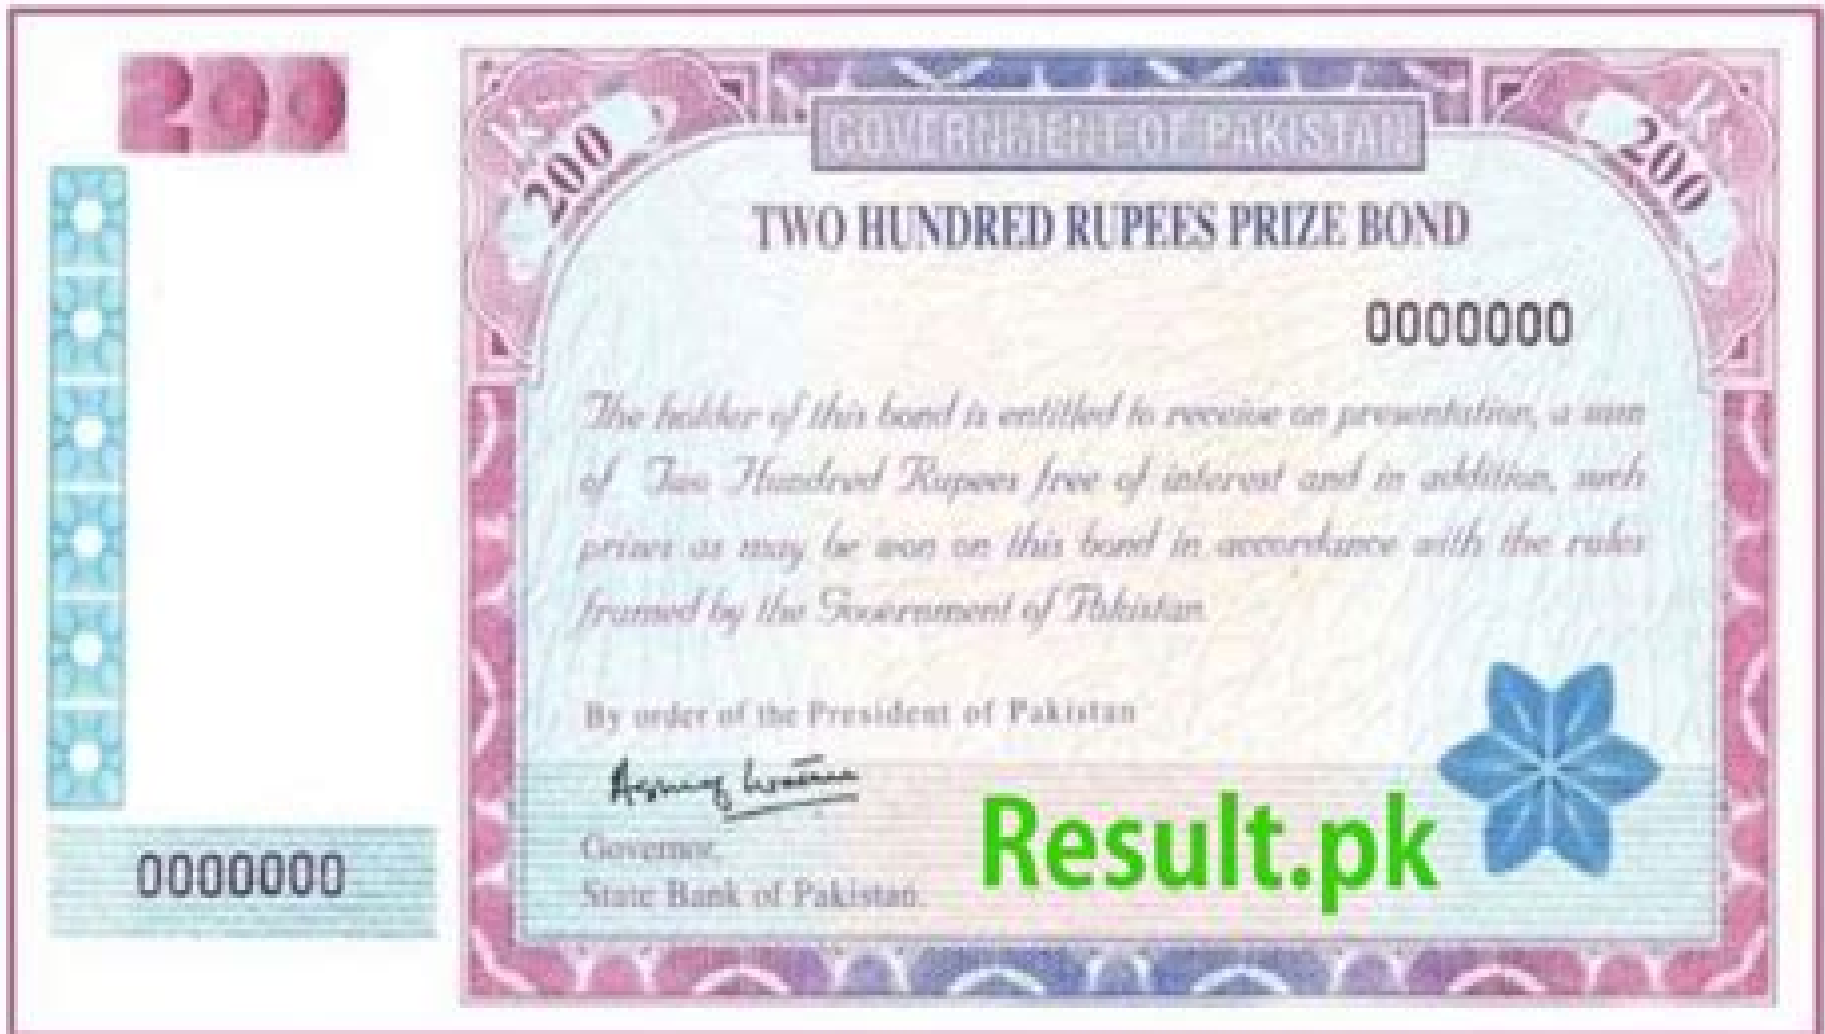 200
Rs
200
Rs
200
GOVERNMENT OF PAKISTAN
TWO HUNDRED RUPEES PRIZE BOND
0000000
The holder of this bond is entitled to receive on presentation, a sum
of Two Hundred Rupees free of interest and in addition, such
prizes as may be won on this bond in accordance with the rules
framed by the Government of Pakistan.
By order of the President of Pakistan
Governor,
State Bank of Pakistan.
Result.pk
0000000